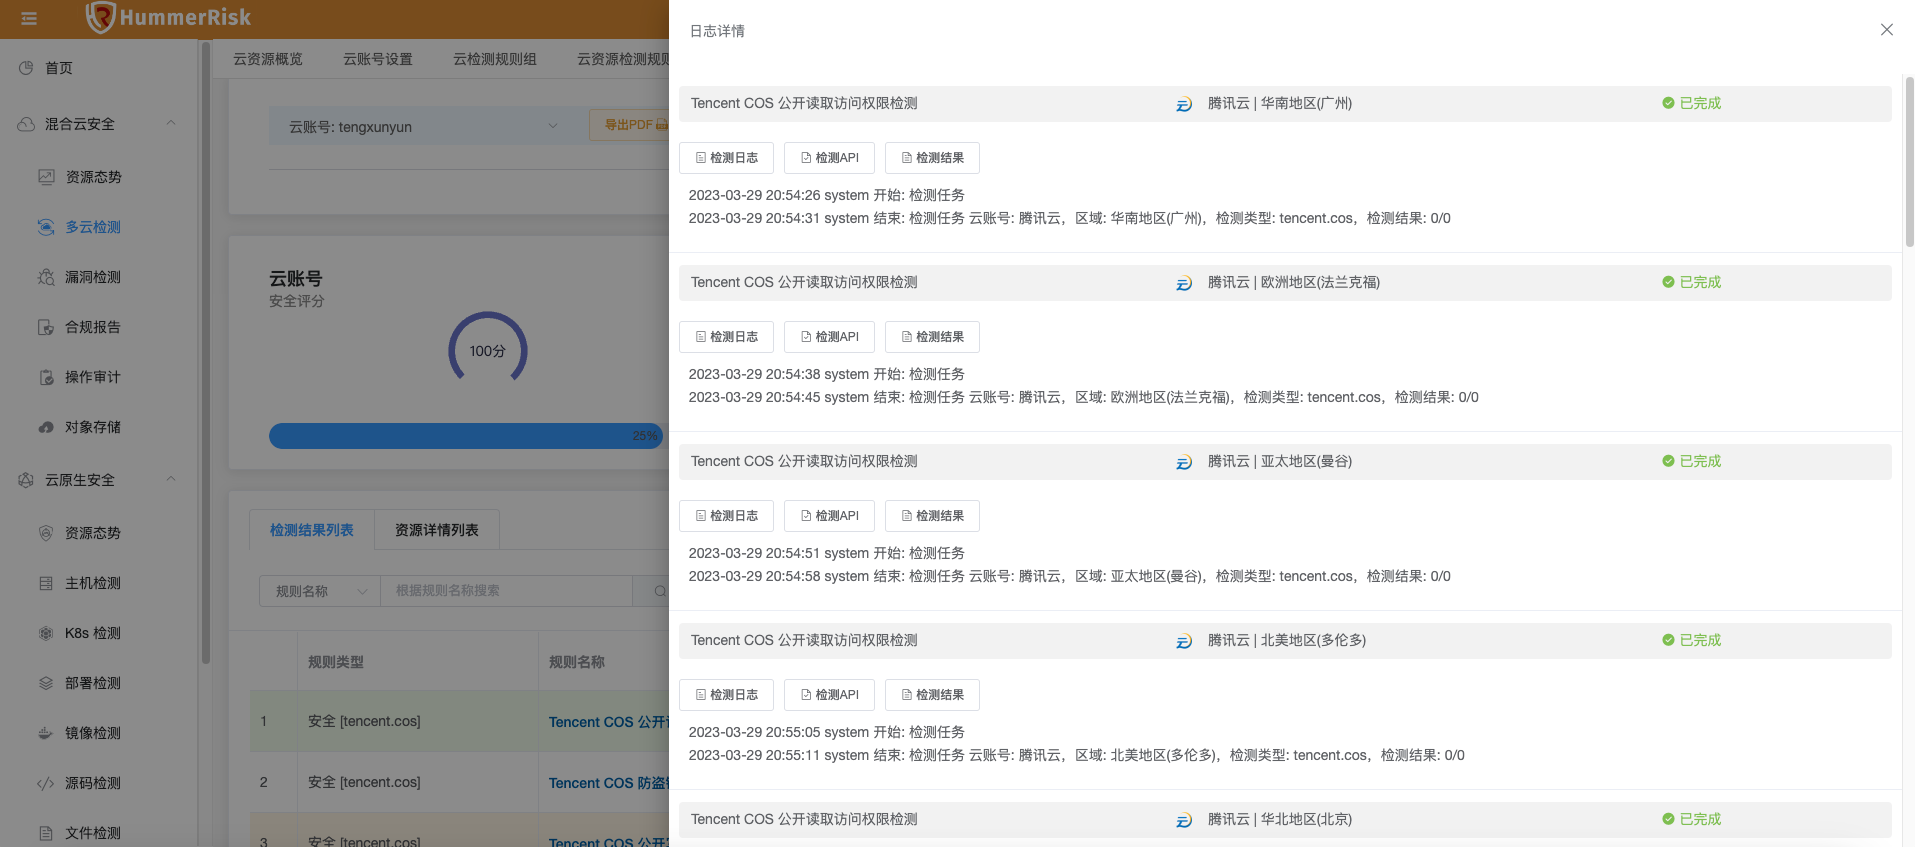 HummerRisk
首页
混合云安全
资源态势
多云检测
漏洞检测
合规报告
操作审计
对象存储
云原生安全
资源态势
主机检测
K8s 检测
部署检测
镜像检测
源码检测
文件检测
云资源概览
云账号设置
云检测规则组
云资源检测规则
云账号: tengxunyun
导出PDF
云账号
安全评分
100分
25%
检测结果列表
资源详情列表
规则名称
根据规则名称搜索
规则类型
规则名称
1
安全 [tencent.cos]
Tencent COS 公开
2
安全 [tencent.cos]
Tencent COS 防盗
3
安全 [tencent.cos]
Tencent COS 公开
日志详情
Tencent COS 公开读取访问权限检测
腾讯云 | 华南地区(广州)
已完成
检测日志
检测API
检测结果
2023-03-29 20:54:26 system 开始: 检测任务
2023-03-29 20:54:31 system 结束: 检测任务 云账号: 腾讯云，区域: 华南地区(广州)，检测类型: tencent.cos，检测结果: 0/0
Tencent COS 公开读取访问权限检测
腾讯云 | 欧洲地区(法兰克福)
已完成
检测日志
检测API
检测结果
2023-03-29 20:54:38 system 开始: 检测任务
2023-03-29 20:54:45 system 结束: 检测任务 云账号: 腾讯云，区域: 欧洲地区(法兰克福)，检测类型: tencent.cos，检测结果: 0/0
Tencent COS 公开读取访问权限检测
腾讯云 | 亚太地区(曼谷)
已完成
检测日志
检测API
检测结果
2023-03-29 20:54:51 system 开始: 检测任务
2023-03-29 20:54:58 system 结束: 检测任务 云账号: 腾讯云，区域: 亚太地区(曼谷)，检测类型: tencent.cos，检测结果: 0/0
Tencent COS 公开读取访问权限检测
腾讯云 | 北美地区(多伦多)
已完成
检测日志
检测API
检测结果
2023-03-29 20:55:05 system 开始: 检测任务
2023-03-29 20:55:11 system 结束: 检测任务 云账号: 腾讯云，区域: 北美地区(多伦多)，检测类型: tencent.cos，检测结果: 0/0
Tencent COS 公开读取访问权限检测
腾讯云 | 华北地区(北京)
已完成